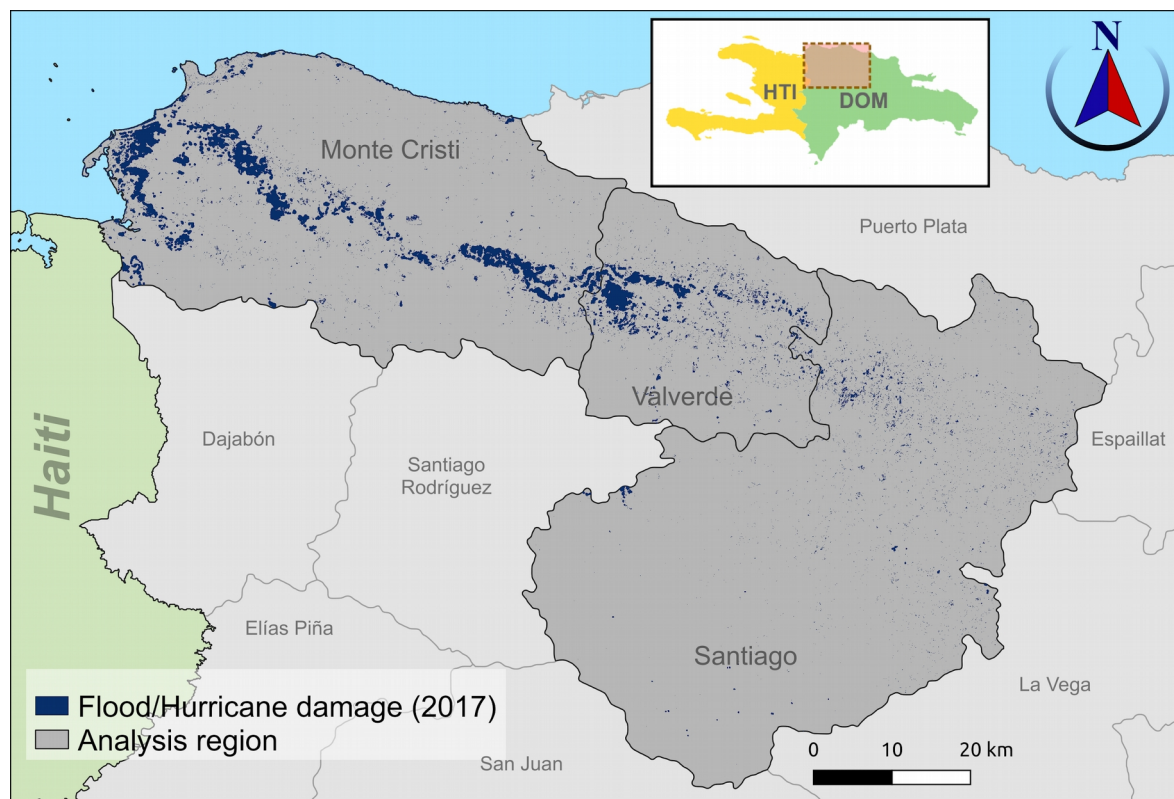 N
HTI
DOM
Monte Cristi
Puerto Plata
Valverde
Haiti
Dajabón
Santiago
Rodríguez
Espaillat
Elías Piña
Santiago
La Vega
Flood/Hurricane damage (2017)
Analysis region
San Juan
0 10 20 km